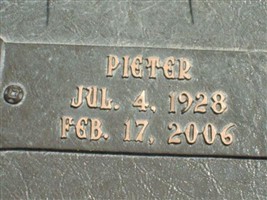 PIETER
JUL. 4, 1928
FEB. 17, 2006